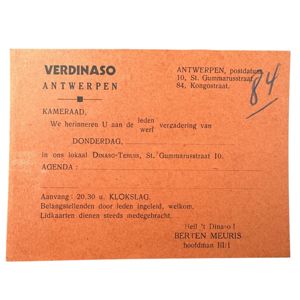 VERDINASO
ANTWERPEN
ANTWERPEN, postdatum
10, St. Gummarusstraat.
84, Kongostraat.
84
KAMERAAD,
We herinneren U aan de leden
werf vergadering van
DONDERDAG,
in ons lokaal DINASO-TEHUIS, St. Gummarusstraat 10.
AGENDA :
Aanvang : 20.30 u. KLOKSLAG.
Belangstellenden door leden ingeleid, welkom.
Lidkaarten dienen steeds medegebracht.
Heil 't Dinaso !
BERTEN MEURIS
hoofdman III/I